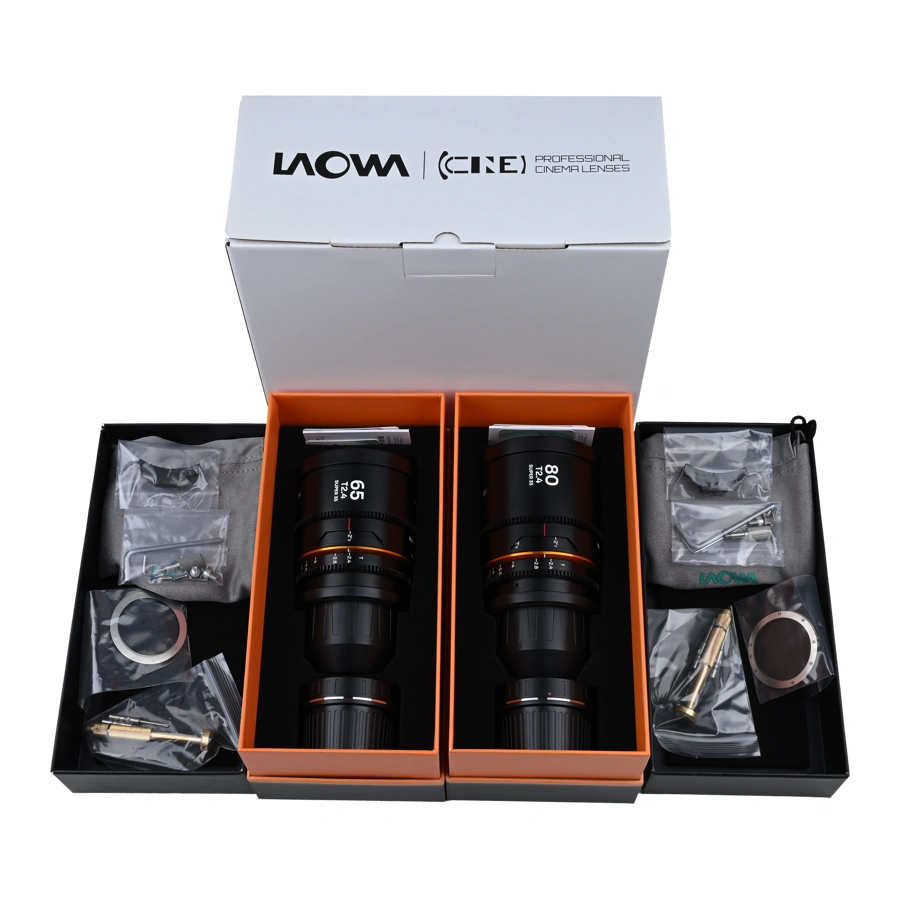 LAOWA | (CINE) PROFESSIONAL
CINEMA LENSES
65
T2.4
SUPER 35
80
T2.4
SUPER 35
LAOWA